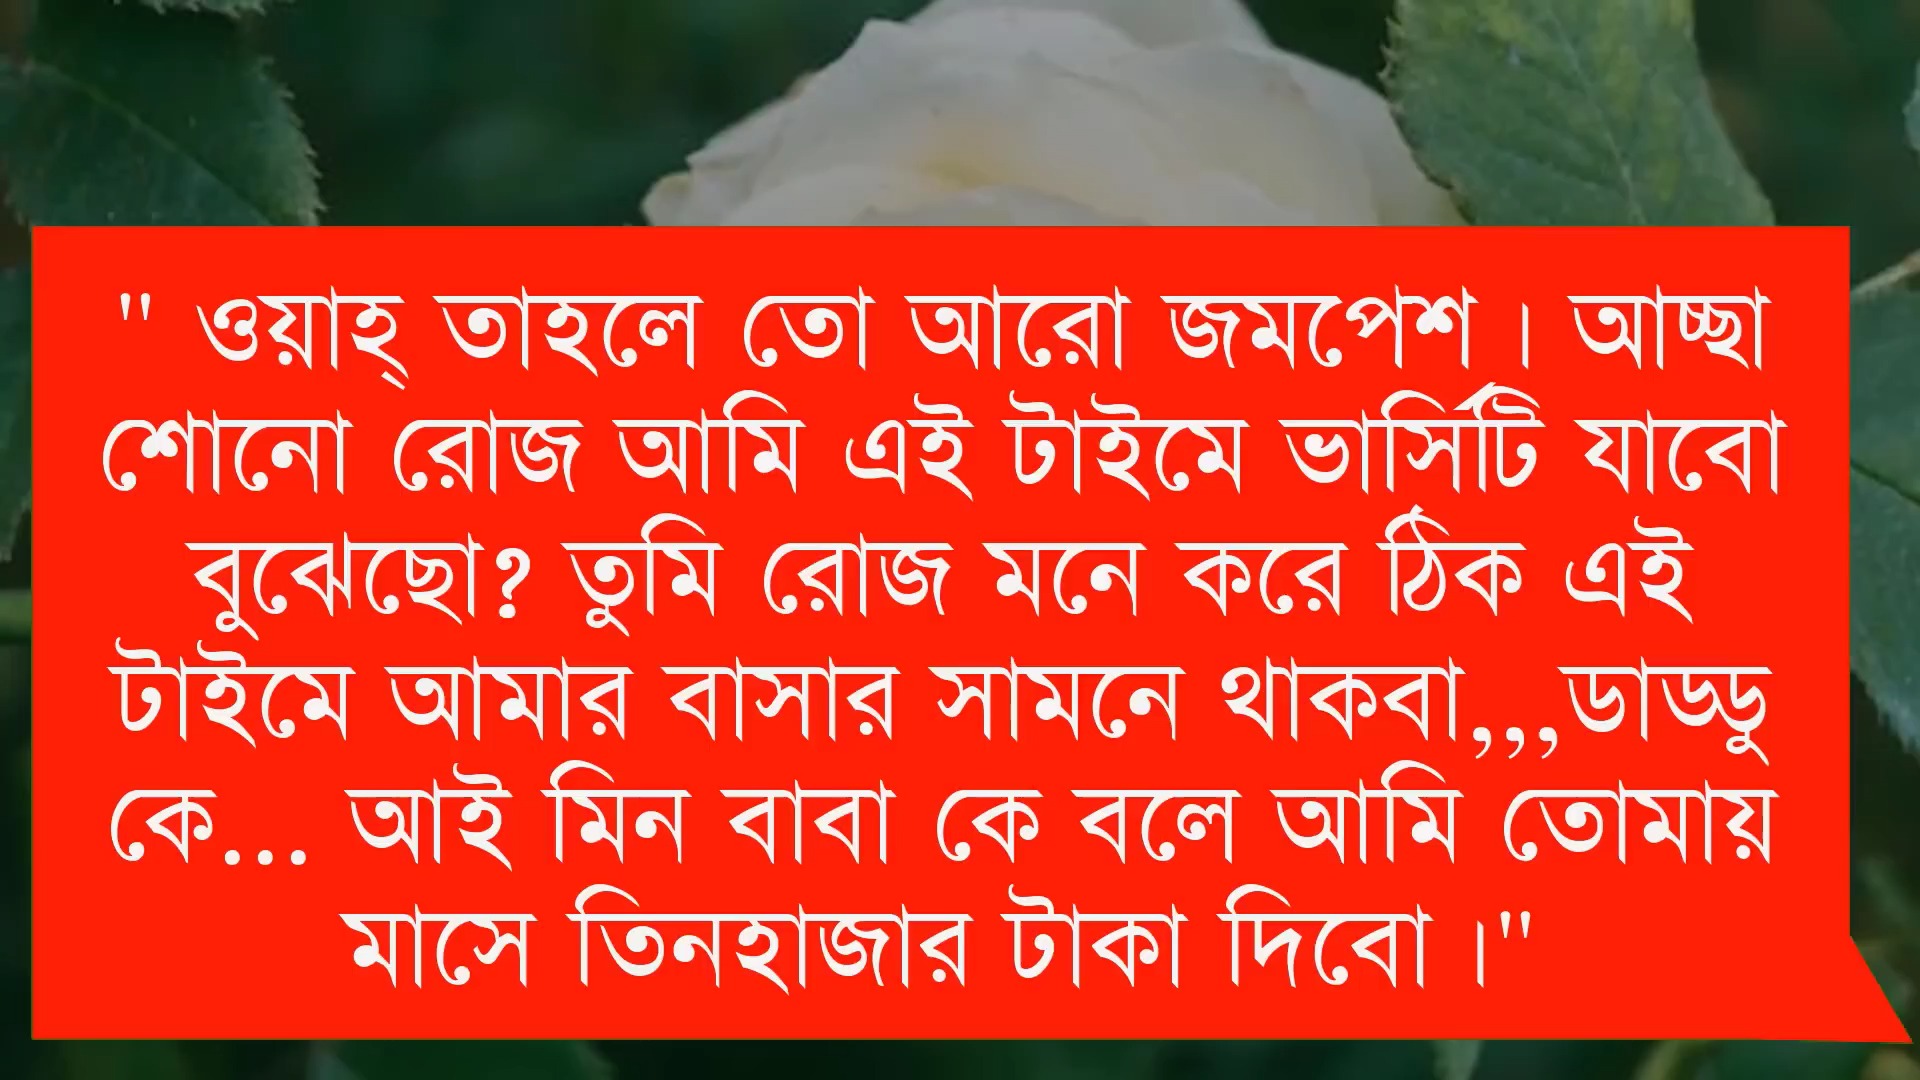 " ওয়াহ্ তাহলে তো আরো জমপেশ । আচ্ছা
শোনো রোজ আমি এই টাইমে ভার্সিটি যাবো
বুঝেছো? তুমি রোজ মনে করে ঠিক এই
টাইমে আমার বাসার সামনে থাকবা,,,ডাড্ডু
কে... আই মিন বাবা কে বলে আমি তোমায়
মাসে তিনহাজার টাকা দিবো ।"